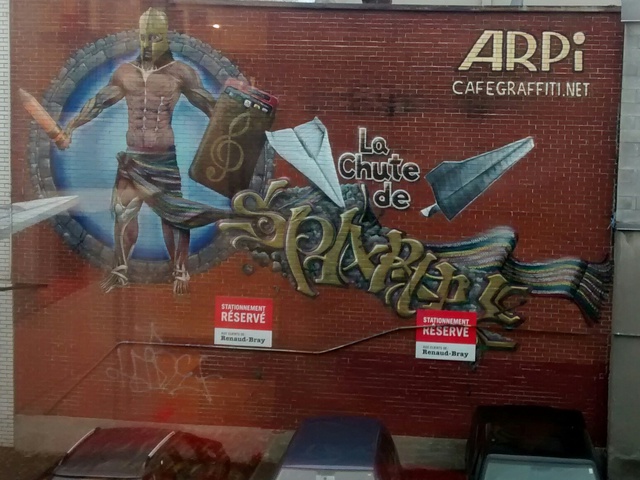 ARPi
CAFEGRAFFITI.NET
La
Chute
de
SPARTA
STATIONNEMENT
RÉSERVÉ
Renaud-Bray
STATIONNEMENT
RÉSERVÉ
Renaud-Bray